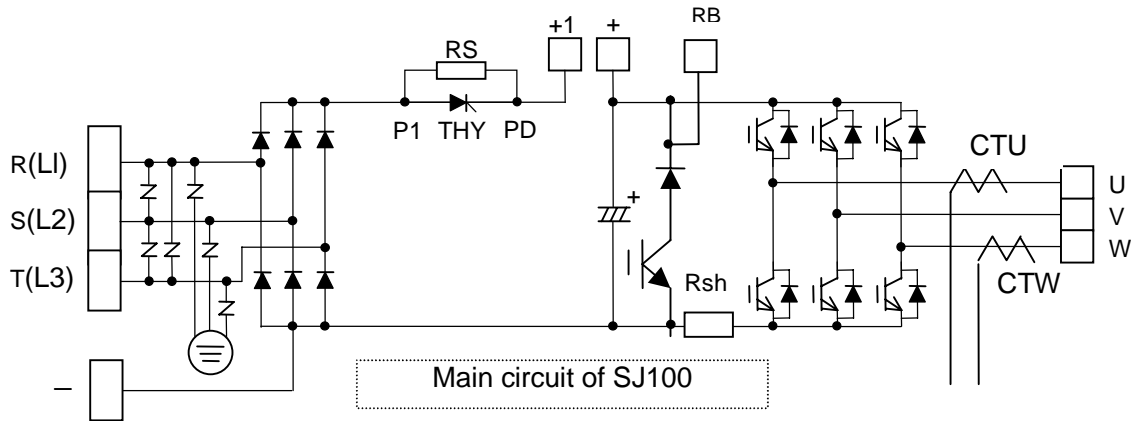 RB
+1
+
RS
P1 THY PD
R(LI)
CTU
U
S(L2)
+
V
T(L3)
Rsh
W
CTW
–
Main circuit of SJ100